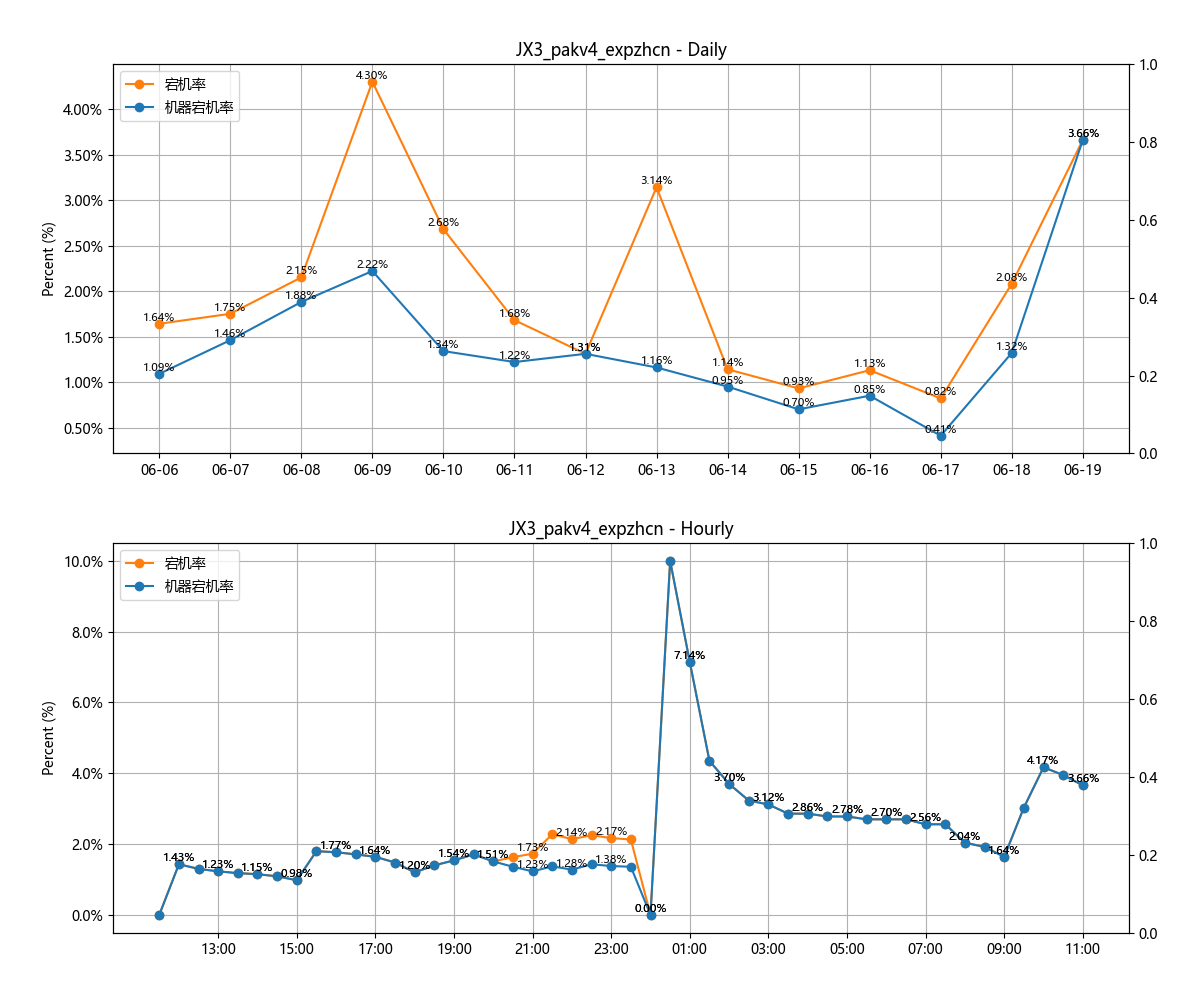 JX3_pakv4_expzhcn - Daily
宕机率
机器宕机率
Percent (%)
4.00%
3.50%
3.00%
2.50%
2.00%
1.50%
1.00%
0.50%
1.0
0.8
0.6
0.4
0.2
0.0
1.64% 1.75% 2.15% 4.30% 2.68% 1.68% 1.31% 3.14% 1.14% 0.93% 1.13% 0.82% 2.08% 3.66%
1.09% 1.46% 1.88% 2.22% 1.34% 1.22% 1.31% 1.16% 0.95% 0.70% 0.85% 0.41% 1.32% 3.66%
06-06 06-07 06-08 06-09 06-10 06-11 06-12 06-13 06-14 06-15 06-16 06-17 06-18 06-19
JX3_pakv4_expzhcn - Hourly
宕机率
机器宕机率
Percent (%)
10.0%
8.0%
6.0%
4.0%
2.0%
0.0%
1.0
0.8
0.6
0.4
0.2
0.0
1.43% 1.23% 1.15% 0.98% 1.77% 1.64% 1.20% 1.54% 1.51% 1.73% 2.14% 2.17% 0.00% 7.14% 3.70% 3.12% 2.86% 2.78% 2.70% 2.56% 2.04% 1.64% 4.17% 3.66%
1.23% 1.28% 1.38%
13:00 15:00 17:00 19:00 21:00 23:00 01:00 03:00 05:00 07:00 09:00 11:00